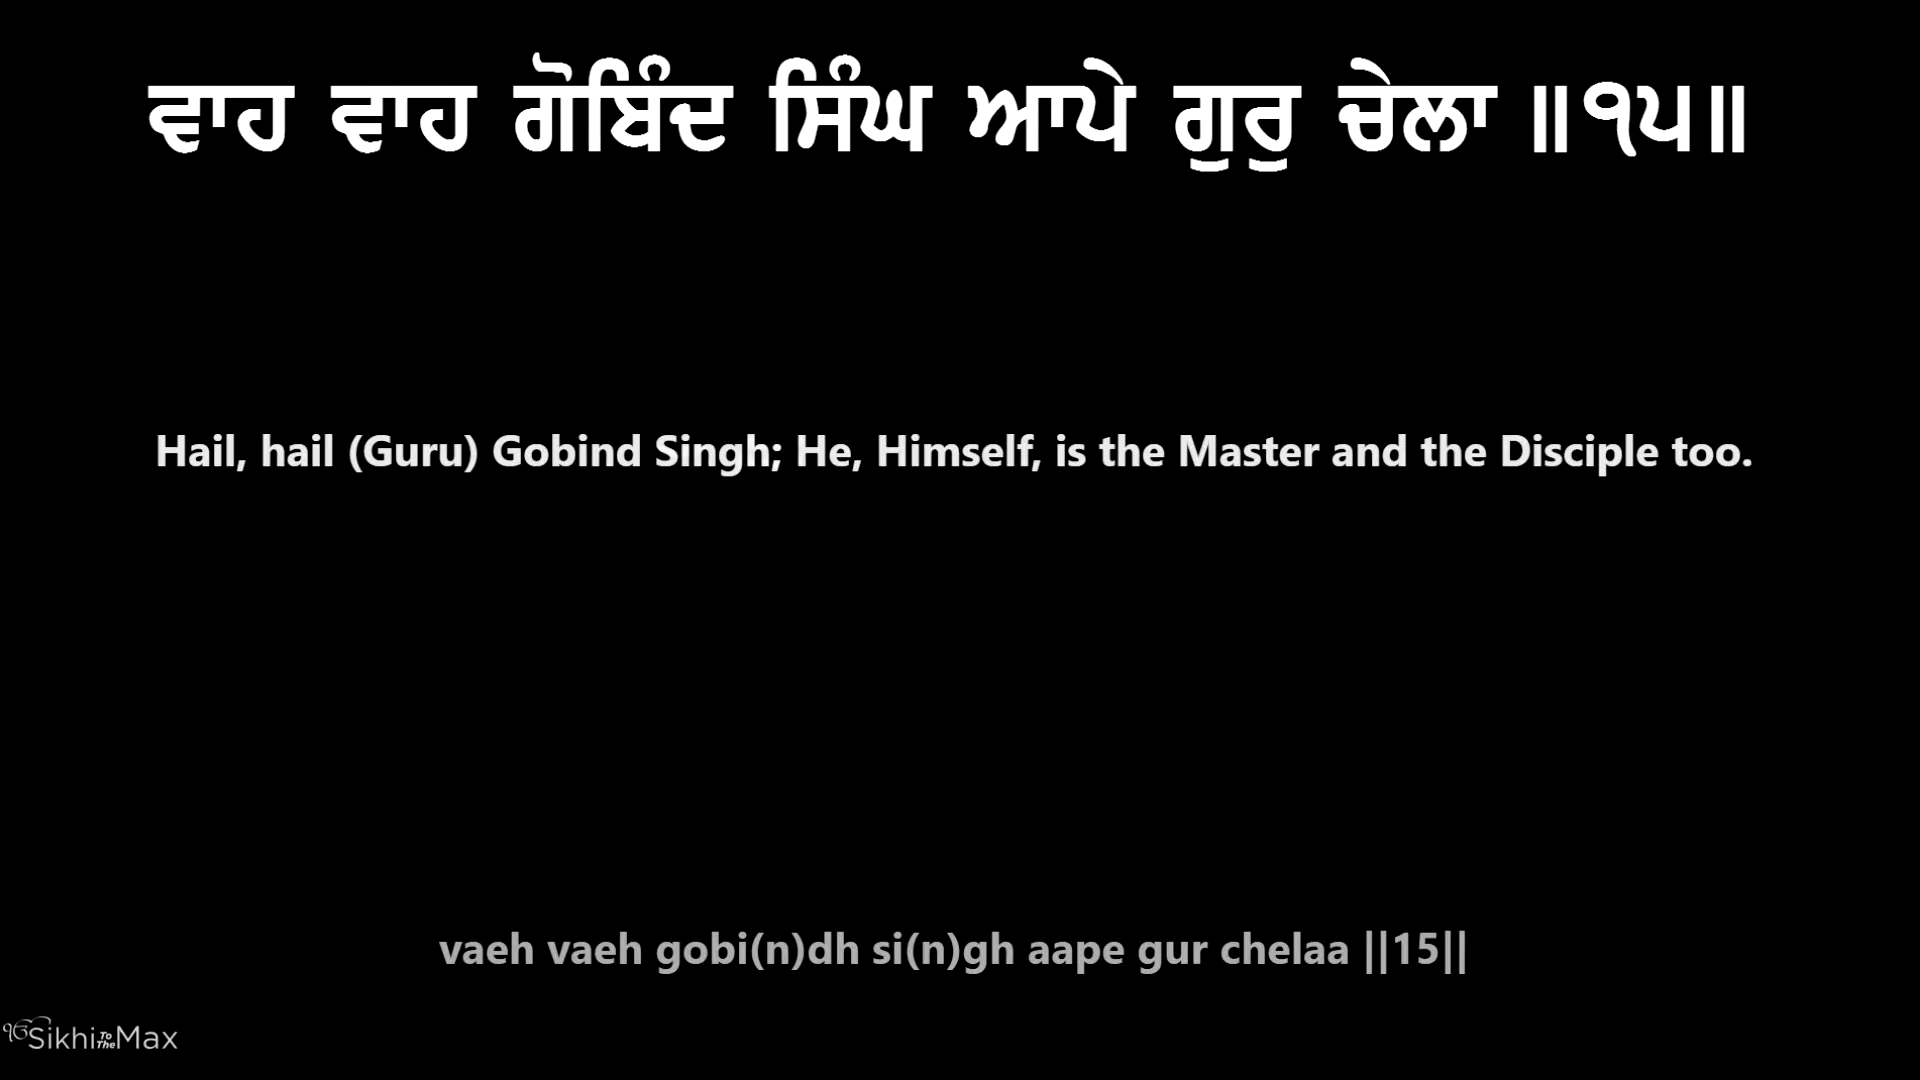 ਵਾਹ ਵਾਹ ਗੋਬਿੰਦ ਸਿੰਘ ਆਪੇ ਗੁਰੁ ਚੇਲਾ ॥੧੫॥
Hail, hail (Guru) Gobind Singh; He, Himself, is the Master and the Disciple too.
vaeh vaeh gobi(n)dh si(n)gh aape gur chelaa ||15||
ੴSikhiToTheMax